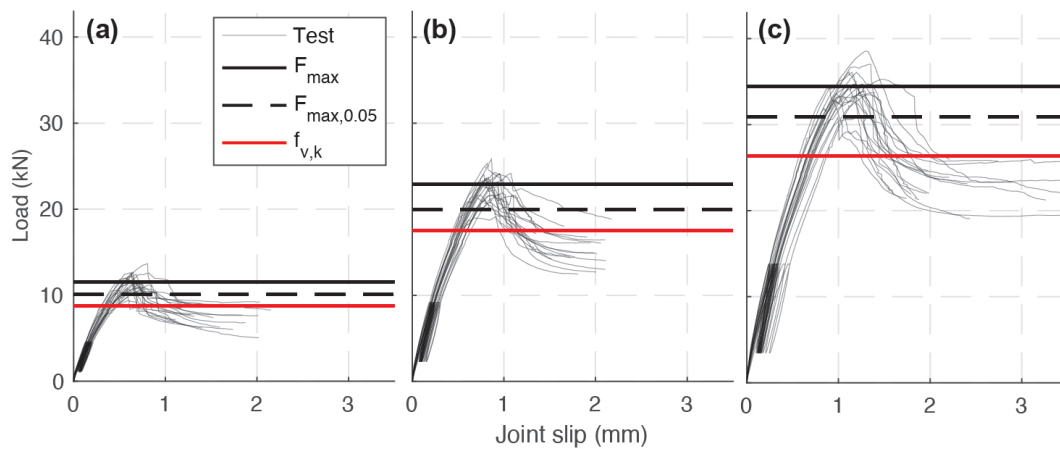 (a)
(b)
(c)
Test
F_max
F_max,0.05
f_v,k
Load (kN)
40
30
20
10
0
0 1 2 3
0 1 2 3
0 1 2 3
Joint slip (mm)